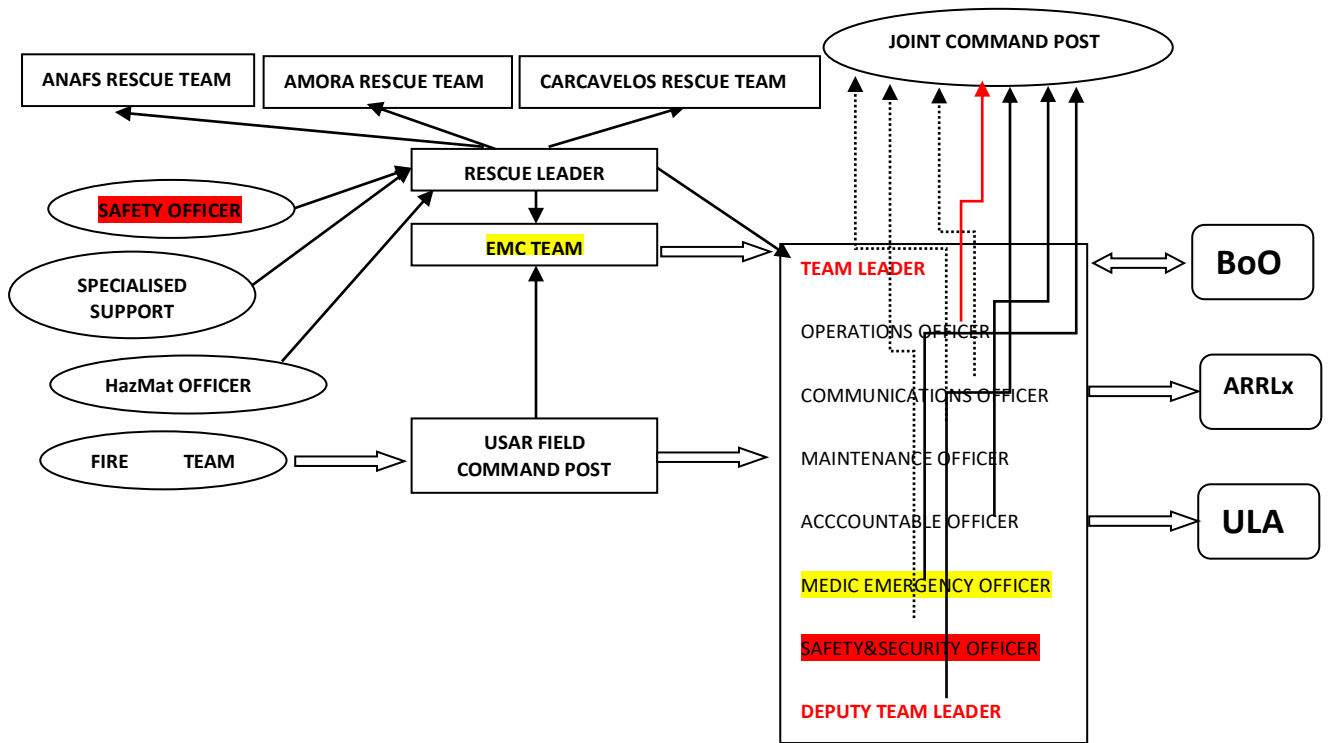 JOINT COMMAND POST
ANAFS RESCUE TEAM
AMORA RESCUE TEAM
CARCAVELOS RESCUE TEAM
RESCUE LEADER
SAFETY OFFICER
EMC TEAM
SPECIALISED
SUPPORT
HazMat OFFICER
FIRE TEAM
USAR FIELD
COMMAND POST
TEAM LEADER
OPERATIONS OFFICER
COMMUNICATIONS OFFICER
MAINTENANCE OFFICER
ACCCOUNTABLE OFFICER
MEDIC EMERGENCY OFFICER
SAFETY&SECURITY OFFICER
DEPUTY TEAM LEADER
BoO
ARRLx
ULA